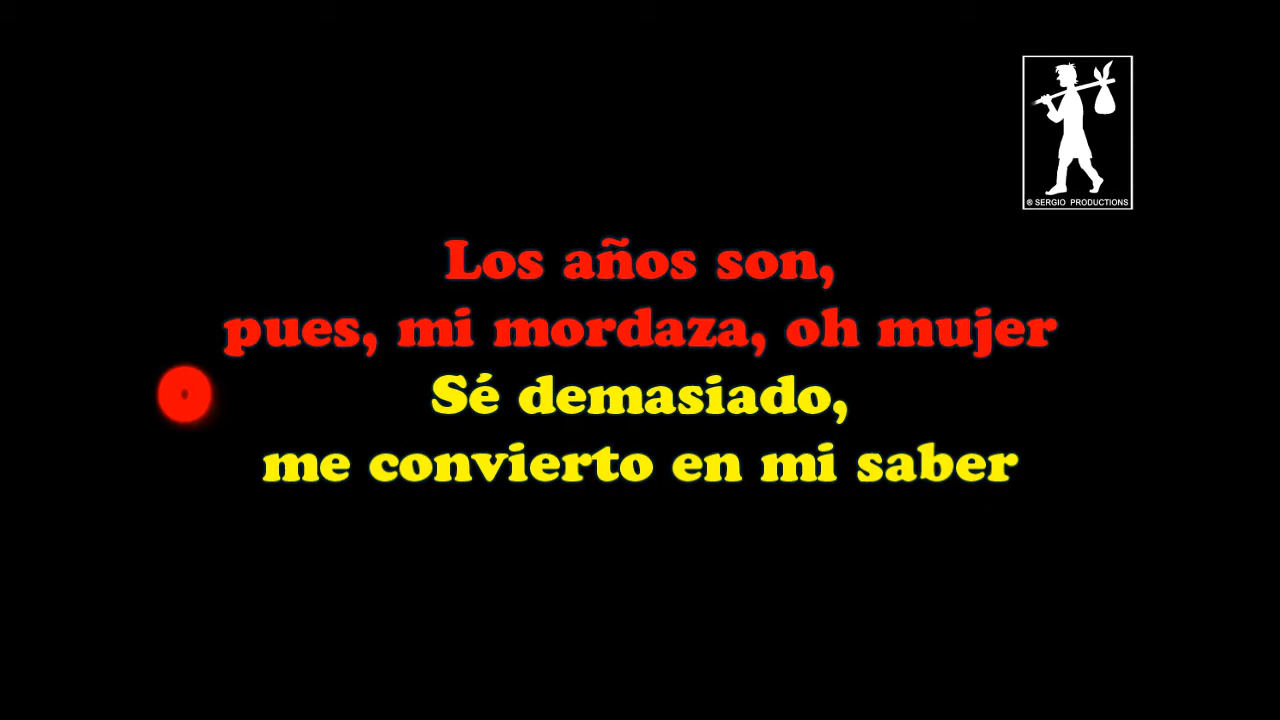 ® SERGIO PRODUCTIONS
Los años son,
pues, mi mordaza, oh mujer
Sé demasiado,
me convierto en mi saber